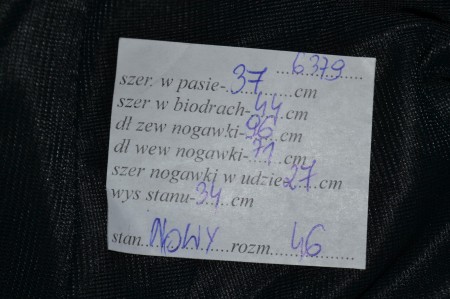 ...6379.......
szer. w pasie-.37..........cm
szer w biodrach-44...cm
dł zew nogawki-96....cm
dł wew nogawki-.71...cm
szer nogawki w udzie-27...cm
wys stanu-34...cm
stan.NOWY..rozm....46......